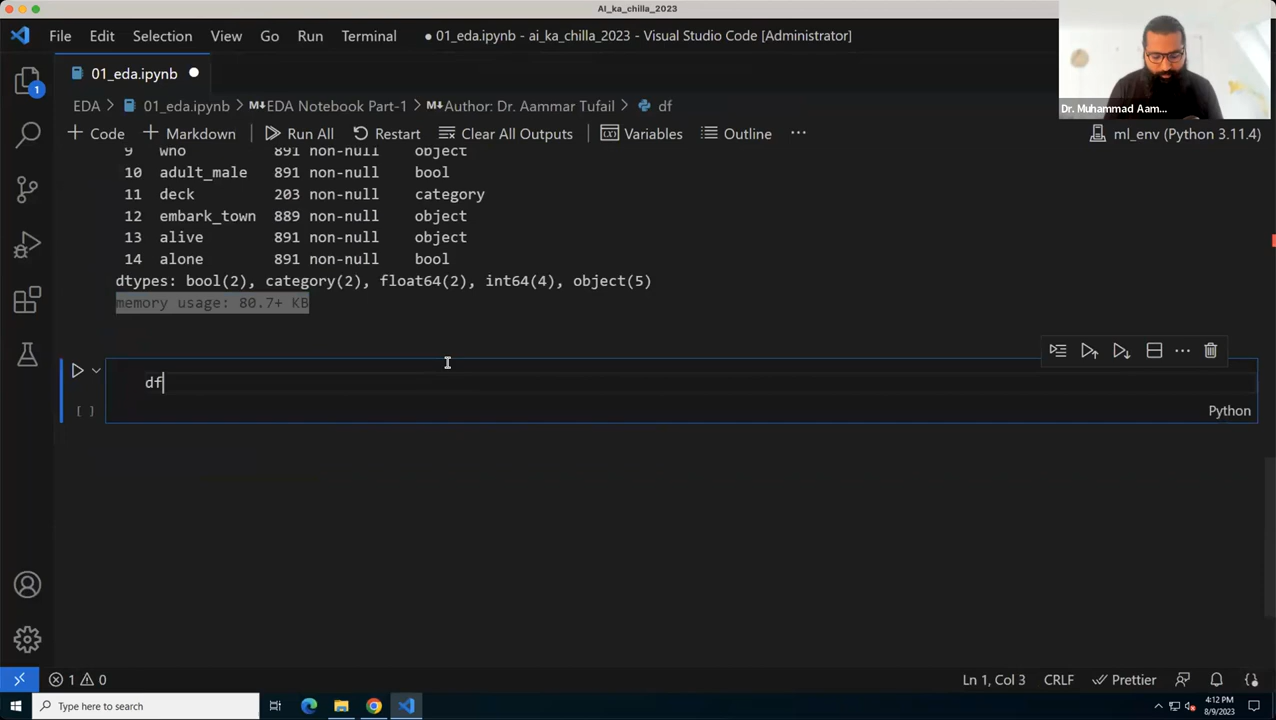 AI_ka_chilla_2023
File Edit Selection View Go Run Terminal ● 01_eda.ipynb - ai_ka_chilla_2023 - Visual Studio Code [Administrator]
01_eda.ipynb
EDA > 01_eda.ipynb > EDA Notebook Part-1 > Author: Dr. Aammar Tufail > df
Dr. Muhammad Aam...
+ Code + Markdown Run All Restart Clear All Outputs Variables Outline ... ml_env (Python 3.11.4)
9 who 891 non-null object
10 adult_male 891 non-null bool
11 deck 203 non-null category
12 embark_town 889 non-null object
13 alive 891 non-null object
14 alone 891 non-null bool
dtypes: bool(2), category(2), float64(2), int64(4), object(5)
memory usage: 80.7+ KB
df
[ ]
Python
1
1 0 Ln 1, Col 3 CRLF Prettier
Type here to search
4:12 PM
8/9/2023